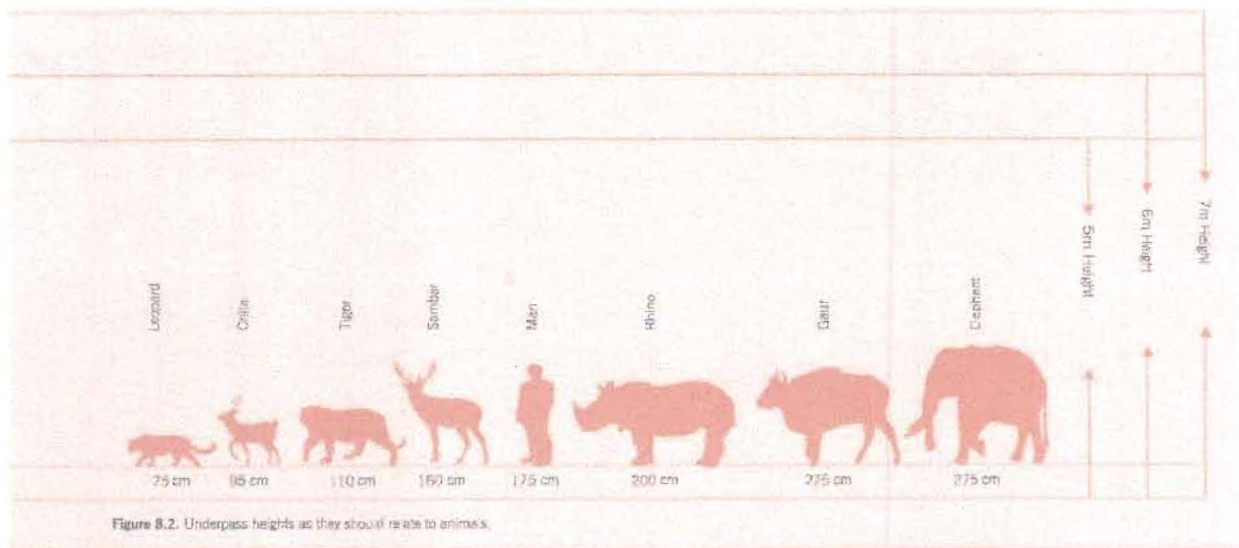 Leopard
Tiger
Sambar
Man
Rhino
Gaur
Elephant
5m Height
6m Height
7m Height
75 cm
95 cm
110 cm
160 cm
175 cm
200 cm
275 cm
275 cm
Figure 8.2. Underpass heights as they should relate to animals.